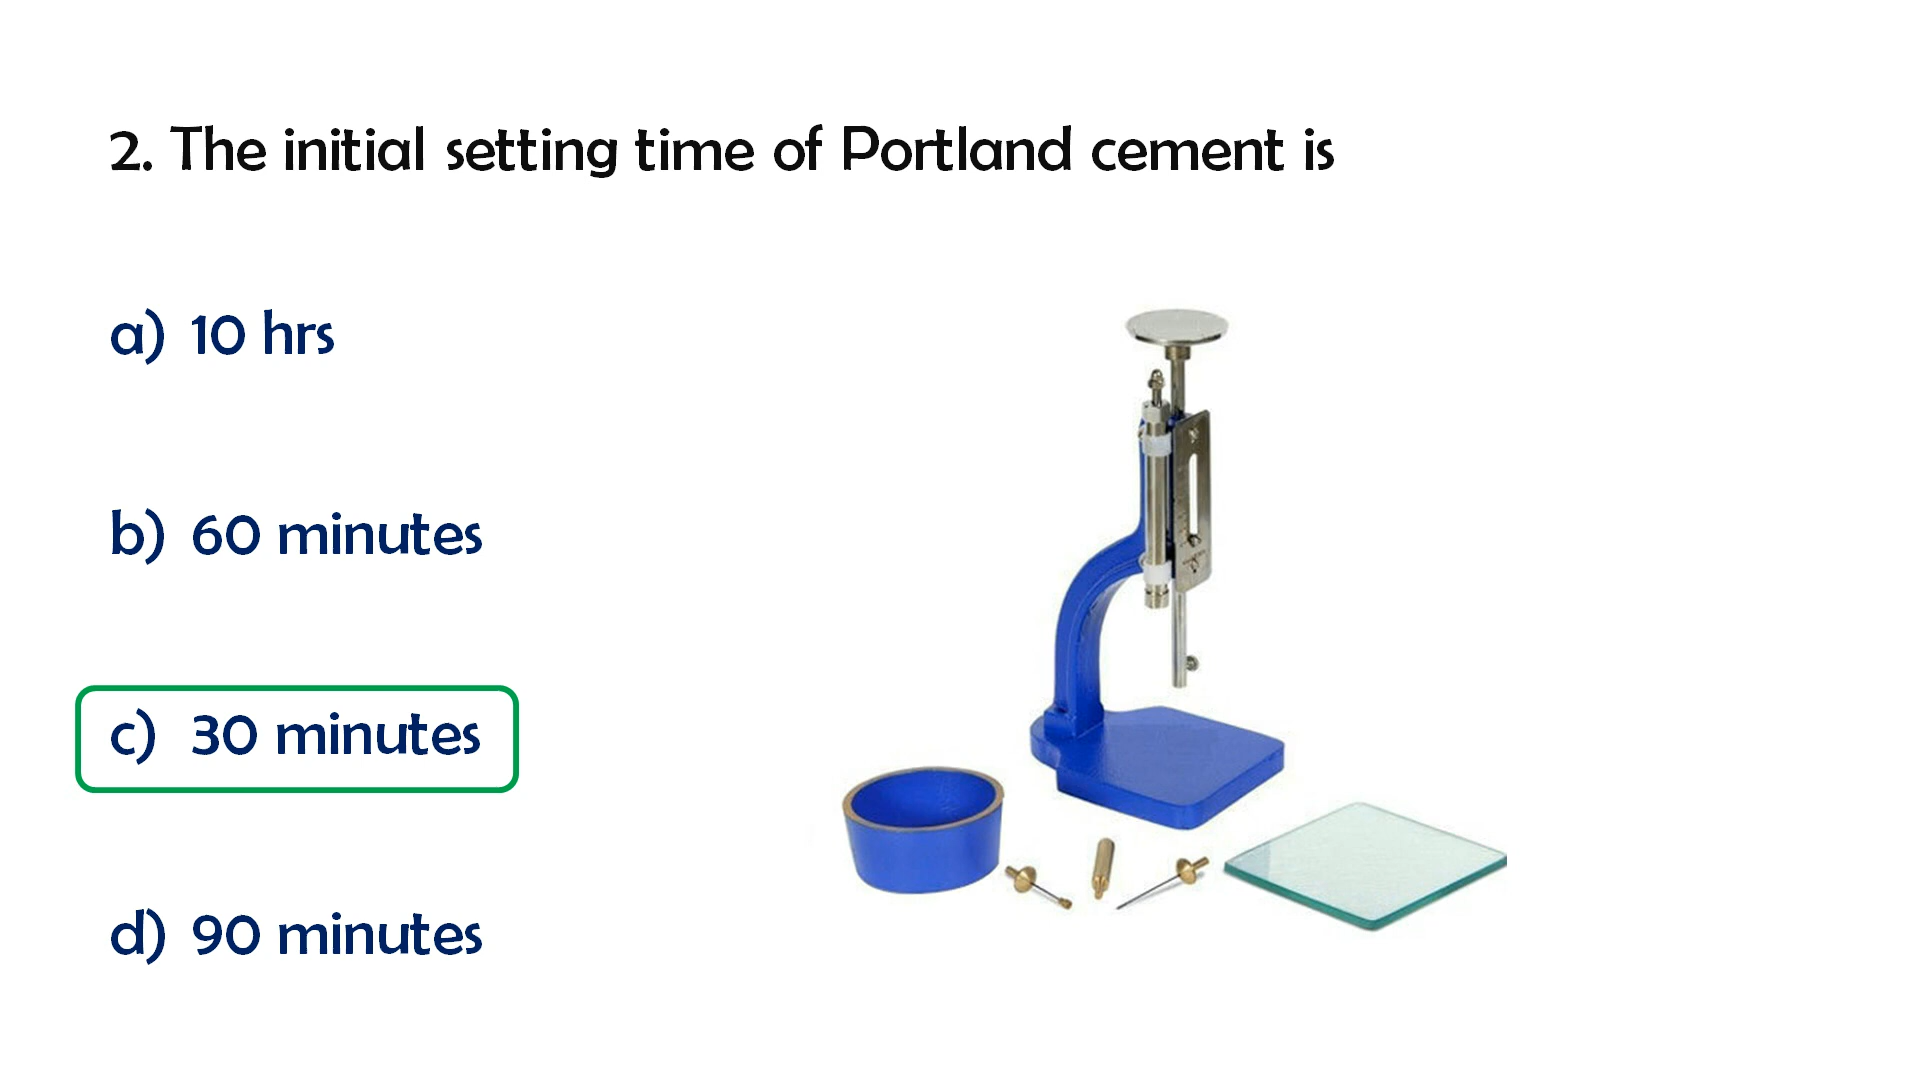 2. The initial setting time of Portland cement is
a) 10 hrs
b) 60 minutes
c) 30 minutes
d) 90 minutes